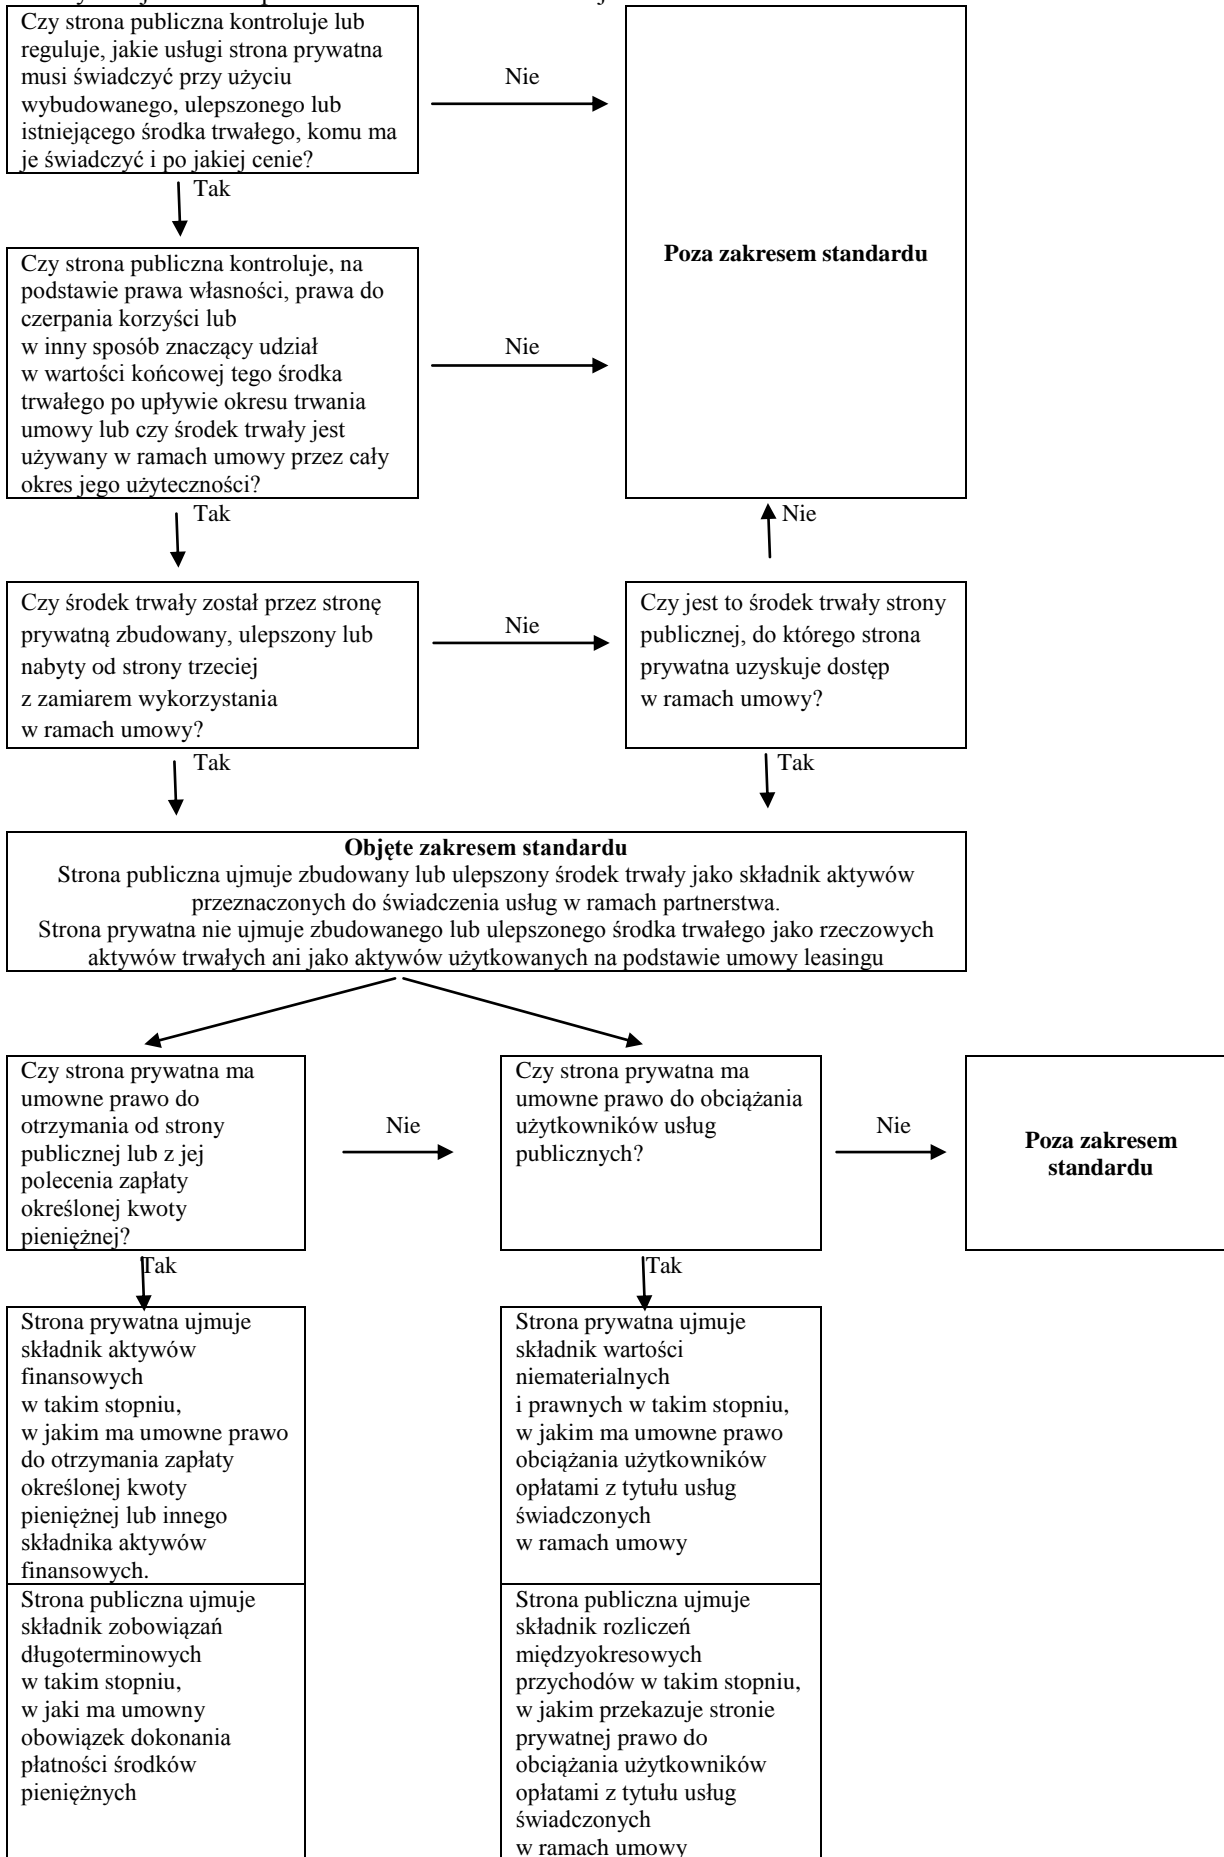 Czy strona publiczna kontroluje lub
reguluje, jakie usługi strona prywatna
musi świadczyć przy użyciu
wybudowanego, ulepszonego lub
istniejącego środka trwałego, komu ma
je świadczyć i po jakiej cenie?
Nie
Tak
Poza zakresem standardu
Czy strona publiczna kontroluje, na
podstawie prawa własności, prawa do
czerpania korzyści lub
w inny sposób znaczący udział
w wartości końcowej tego środka
trwałego po upływie okresu trwania
umowy lub czy środek trwały jest
używany w ramach umowy przez cały
okres jego użyteczności?
Nie
Tak
Nie
Czy środek trwały został przez stronę
prywatną zbudowany, ulepszony lub
nabyty od strony trzeciej
z zamiarem wykorzystania
w ramach umowy?
Nie
Czy jest to środek trwały strony
publicznej, do którego strona
prywatna uzyskuje dostęp
w ramach umowy?
Tak
Tak
Objęte zakresem standardu
Strona publiczna ujmuje zbudowany lub ulepszony środek trwały jako składnik aktywów
przeznaczonych do świadczenia usług w ramach partnerstwa.
Strona prywatna nie ujmuje zbudowanego lub ulepszonego środka trwałego jako rzeczowych
aktywów trwałych ani jako aktywów użytkowanych na podstawie umowy leasingu
Czy strona prywatna ma
umowne prawo do
otrzymania od strony
publicznej lub z jej
polecenia zapłaty
określonej kwoty
pieniężnej?
Nie
Czy strona prywatna ma
umowne prawo do obciążania
użytkowników usług
publicznych?
Nie
Poza zakresem
standardu
Tak
Tak
Strona prywatna ujmuje
składnik aktywów
finansowych
w takim stopniu,
w jakim ma umowne prawo
do otrzymania zapłaty
określonej kwoty
pieniężnej lub innego
składnika aktywów
finansowych.
Strona prywatna ujmuje
składnik wartości
niematerialnych
i prawnych w takim stopniu,
w jakim ma umowne prawo
obciążania użytkowników
opłatami z tytułu usług
świadczonych
w ramach umowy
Strona publiczna ujmuje
składnik zobowiązań
długoterminowych
w takim stopniu,
w jaki ma umowny
obowiązek dokonania
płatności środków
pieniężnych
Strona publiczna ujmuje
składnik rozliczeń
międzyokresowych
przychodów w takim stopniu,
w jakim przekazuje stronie
prywatnej prawo do
obciążania użytkowników
opłatami z tytułu usług
świadczonych
w ramach umowy